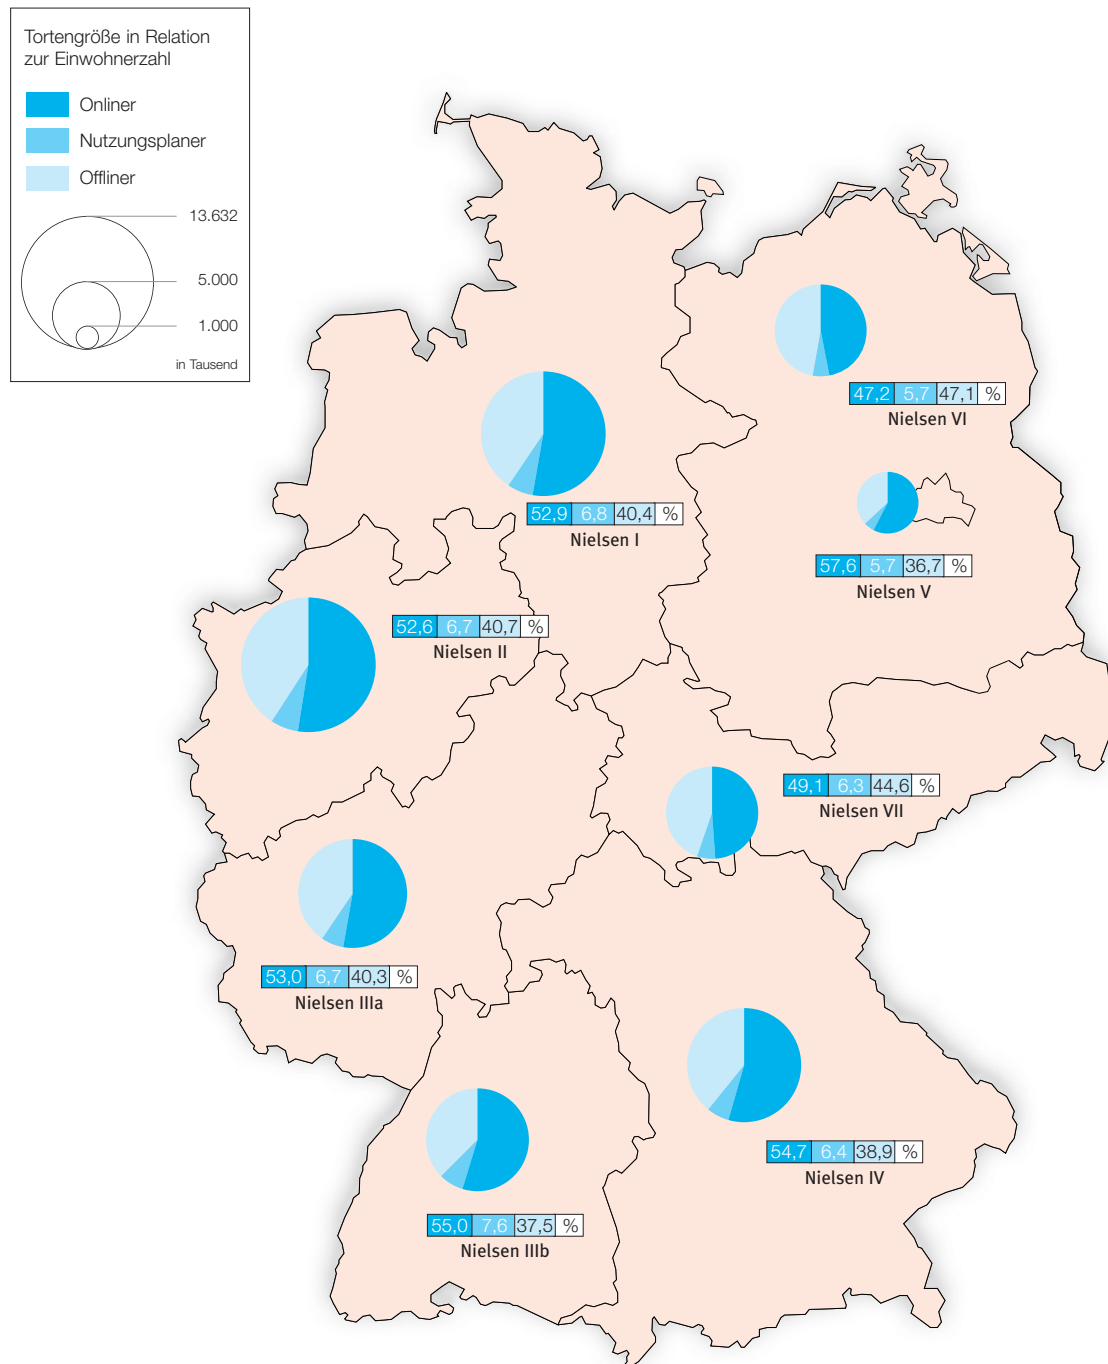 Tortengröße in Relation
zur Einwohnerzahl
Onliner
Nutzungsplaner
Offliner
13.632
5.000
1.000
in Tausend
47,2 5,7 47,1 %
Nielsen VI
52,9 6,8 40,4 %
Nielsen I
57,6 5,7 36,7 %
Nielsen V
52,6 6,7 40,7 %
Nielsen II
49,1 6,3 44,6 %
Nielsen VII
53,0 6,7 40,3 %
Nielsen IIIa
54,7 6,4 38,9 %
Nielsen IV
55,0 7,6 37,5 %
Nielsen IIIb